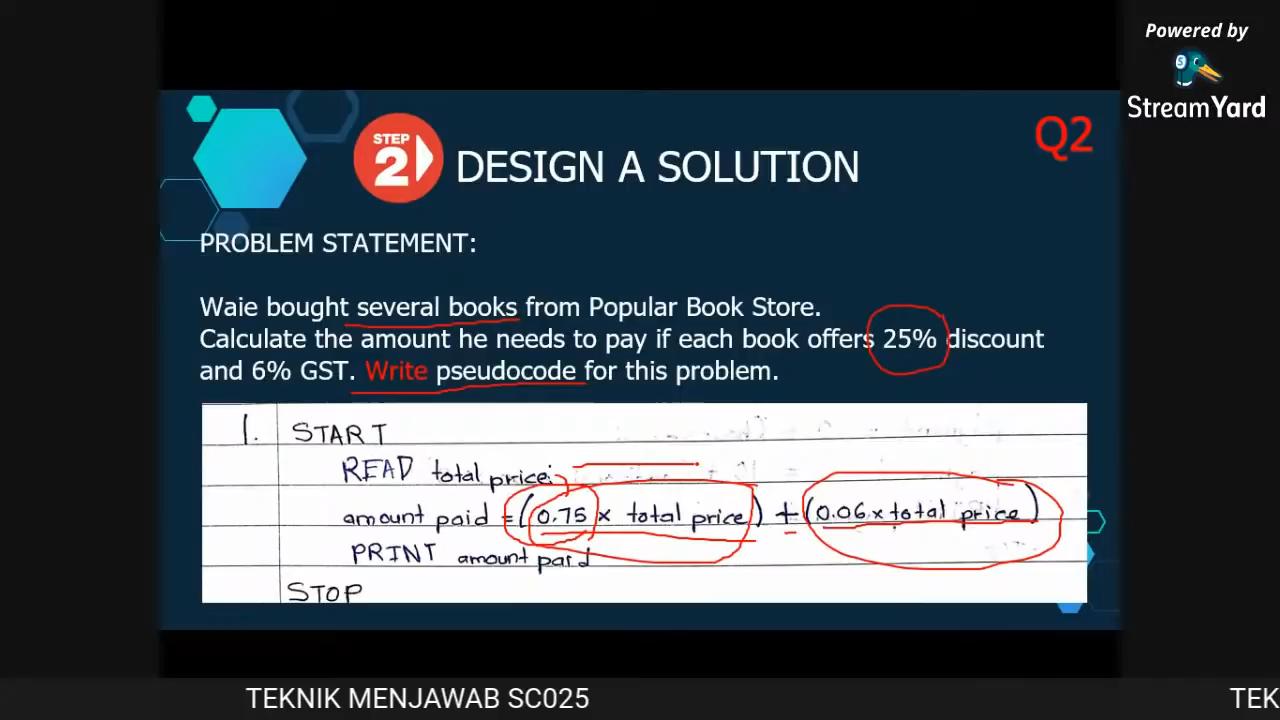 Powered by
S
StreamYard
Q2
STEP
2
DESIGN A SOLUTION
PROBLEM STATEMENT:
Waie bought several books from Popular Book Store.
Calculate the amount he needs to pay if each book offers 25% discount
and 6% GST. Write pseudocode for this problem.
1. START
READ total price
amount paid = (0.75 x total price) + (0.06 x total price)
PRINT amount paid
STOP
TEKNIK MENJAWAB SC025
TEK